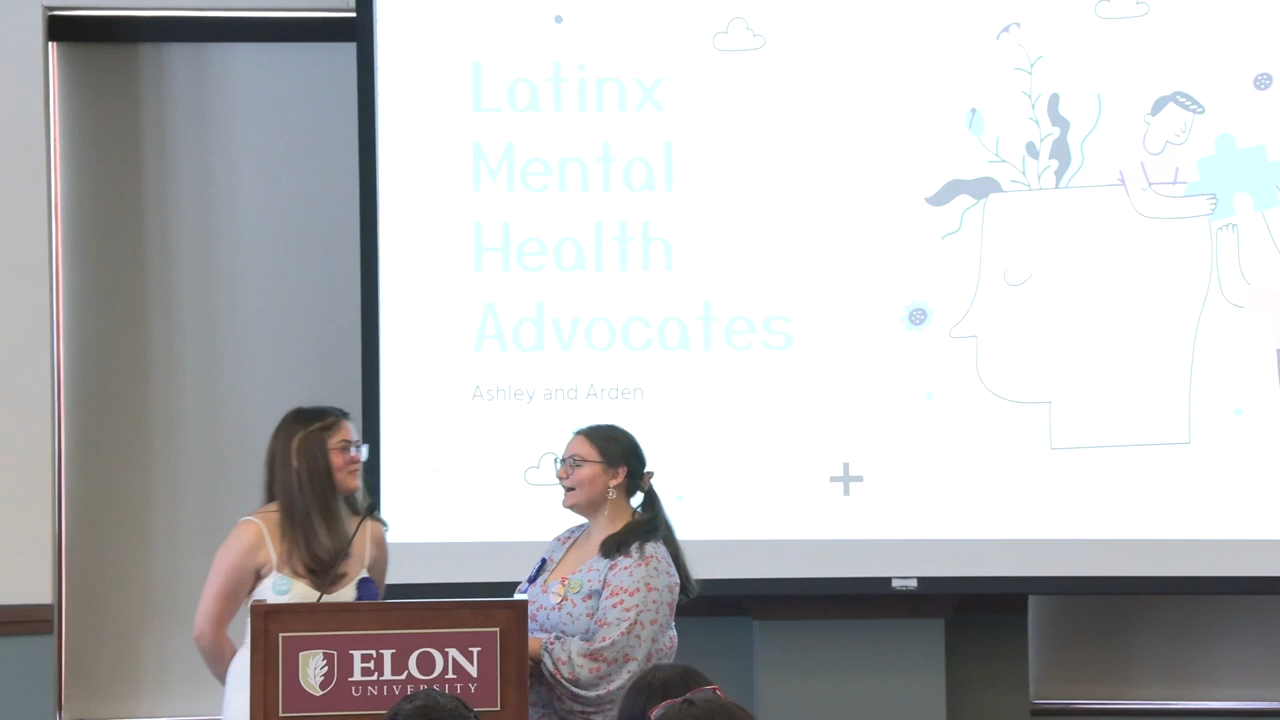 Latinx
Mental
Health
Advocates
Ashley and Arden
ELON
UNIVERSITY